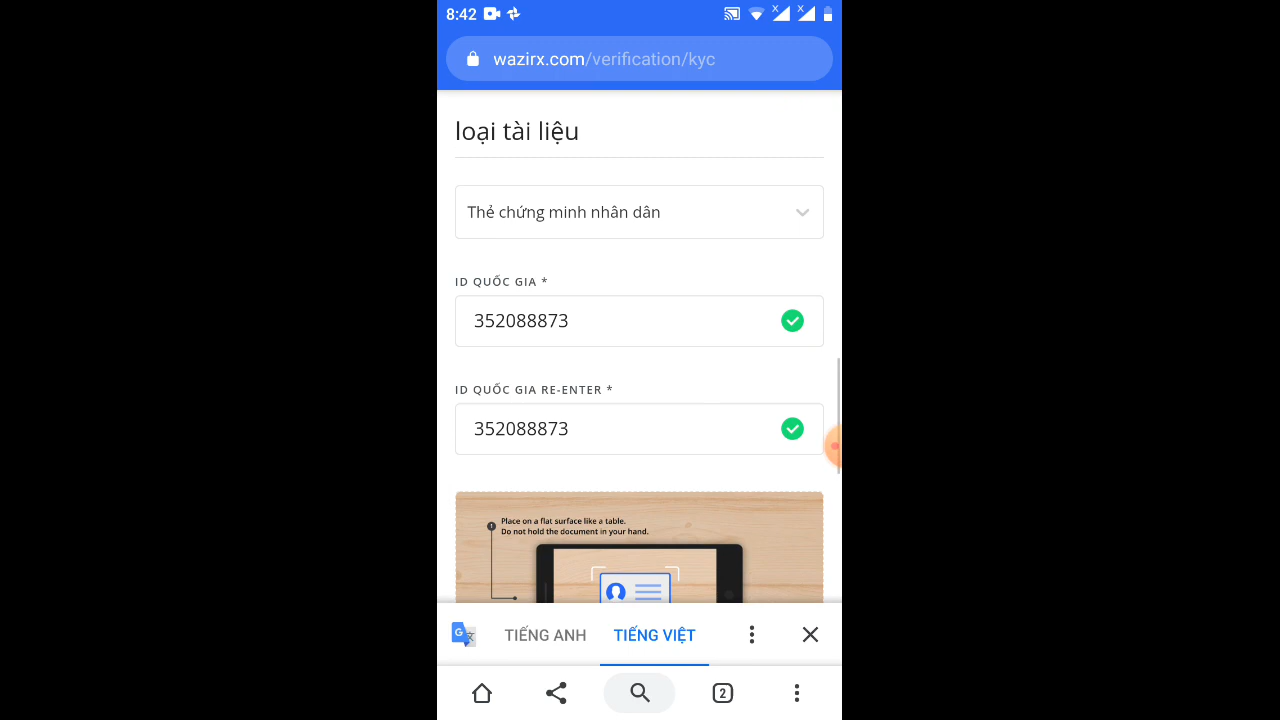 8:42
wazirx.com/verification/kyc
loại tài liệu
Thẻ chứng minh nhân dân
ID QUỐC GIA *
352088873
ID QUỐC GIA RE-ENTER *
352088873
Place on a flat surface like a table.
Do not hold the document in your hand.
TIẾNG ANH TIẾNG VIỆT
2